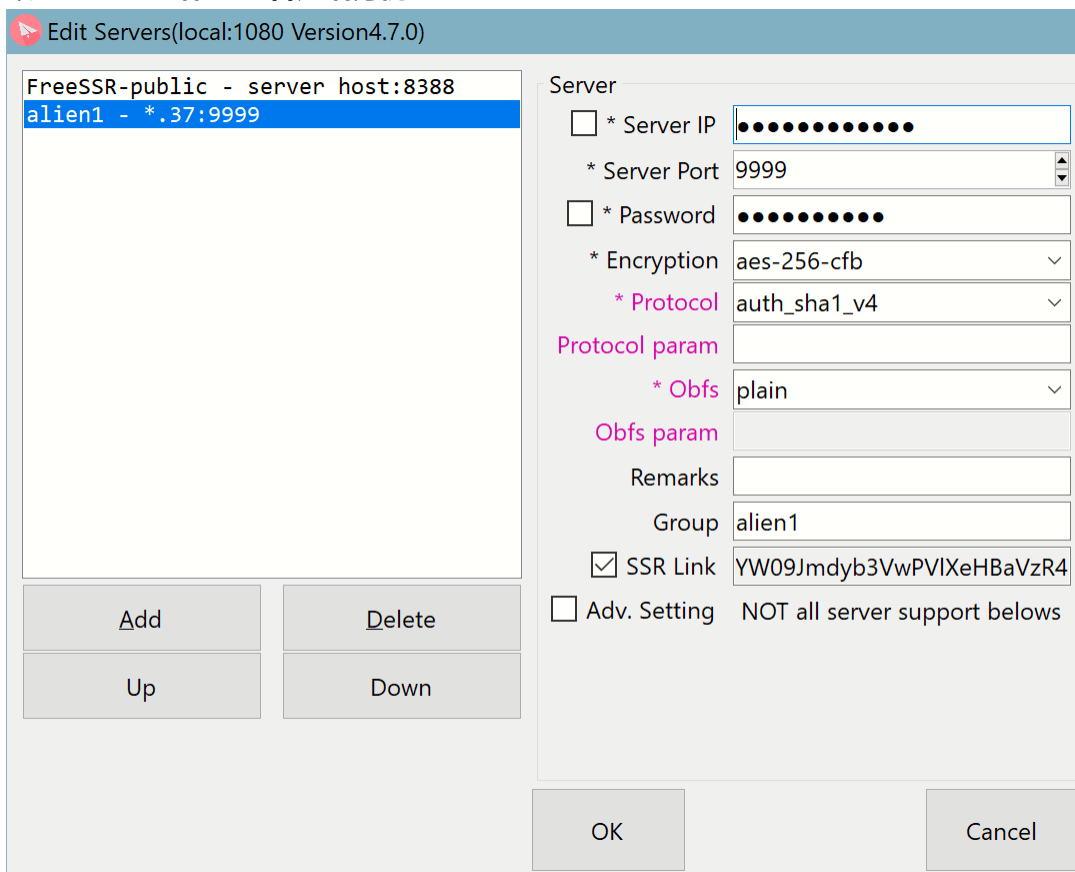 Edit Servers(local:1080 Version4.7.0)
FreeSSR-public - server host:8388
alien1 - *.37:9999
Server
* Server IP ●●●●●●●●●●●●
* Server Port 9999
* Password ●●●●●●●●●●
* Encryption aes-256-cfb
* Protocol auth_sha1_v4
Protocol param
* Obfs plain
Obfs param
Remarks
Group alien1
SSR Link YW09Jmdyb3VwPVlXeHBaVzR4
Adv. Setting NOT all server support belows
Add Delete
Up Down
OK Cancel